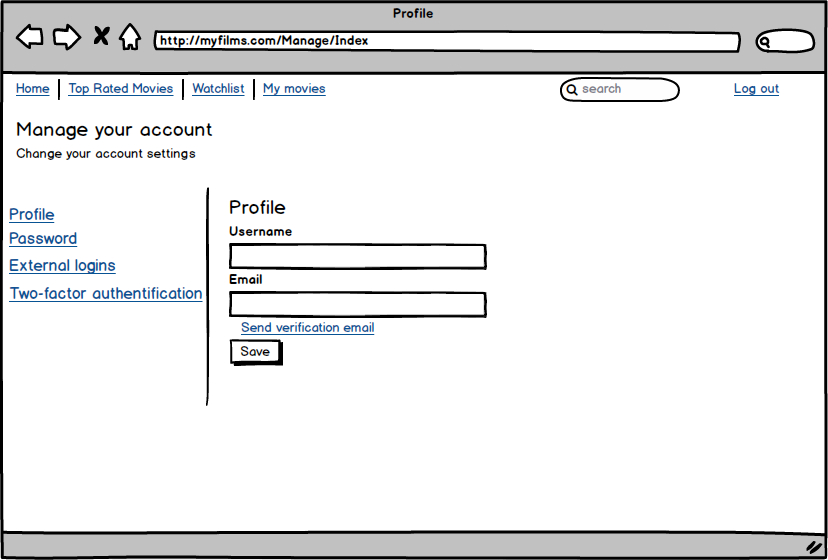 Profile
http://myfilms.com/Manage/Index
Home Top Rated Movies Watchlist My movies search Log out
Manage your account
Change your account settings
Profile
Password
External logins
Two-factor authentification
Profile
Username
Email
Send verification email
Save